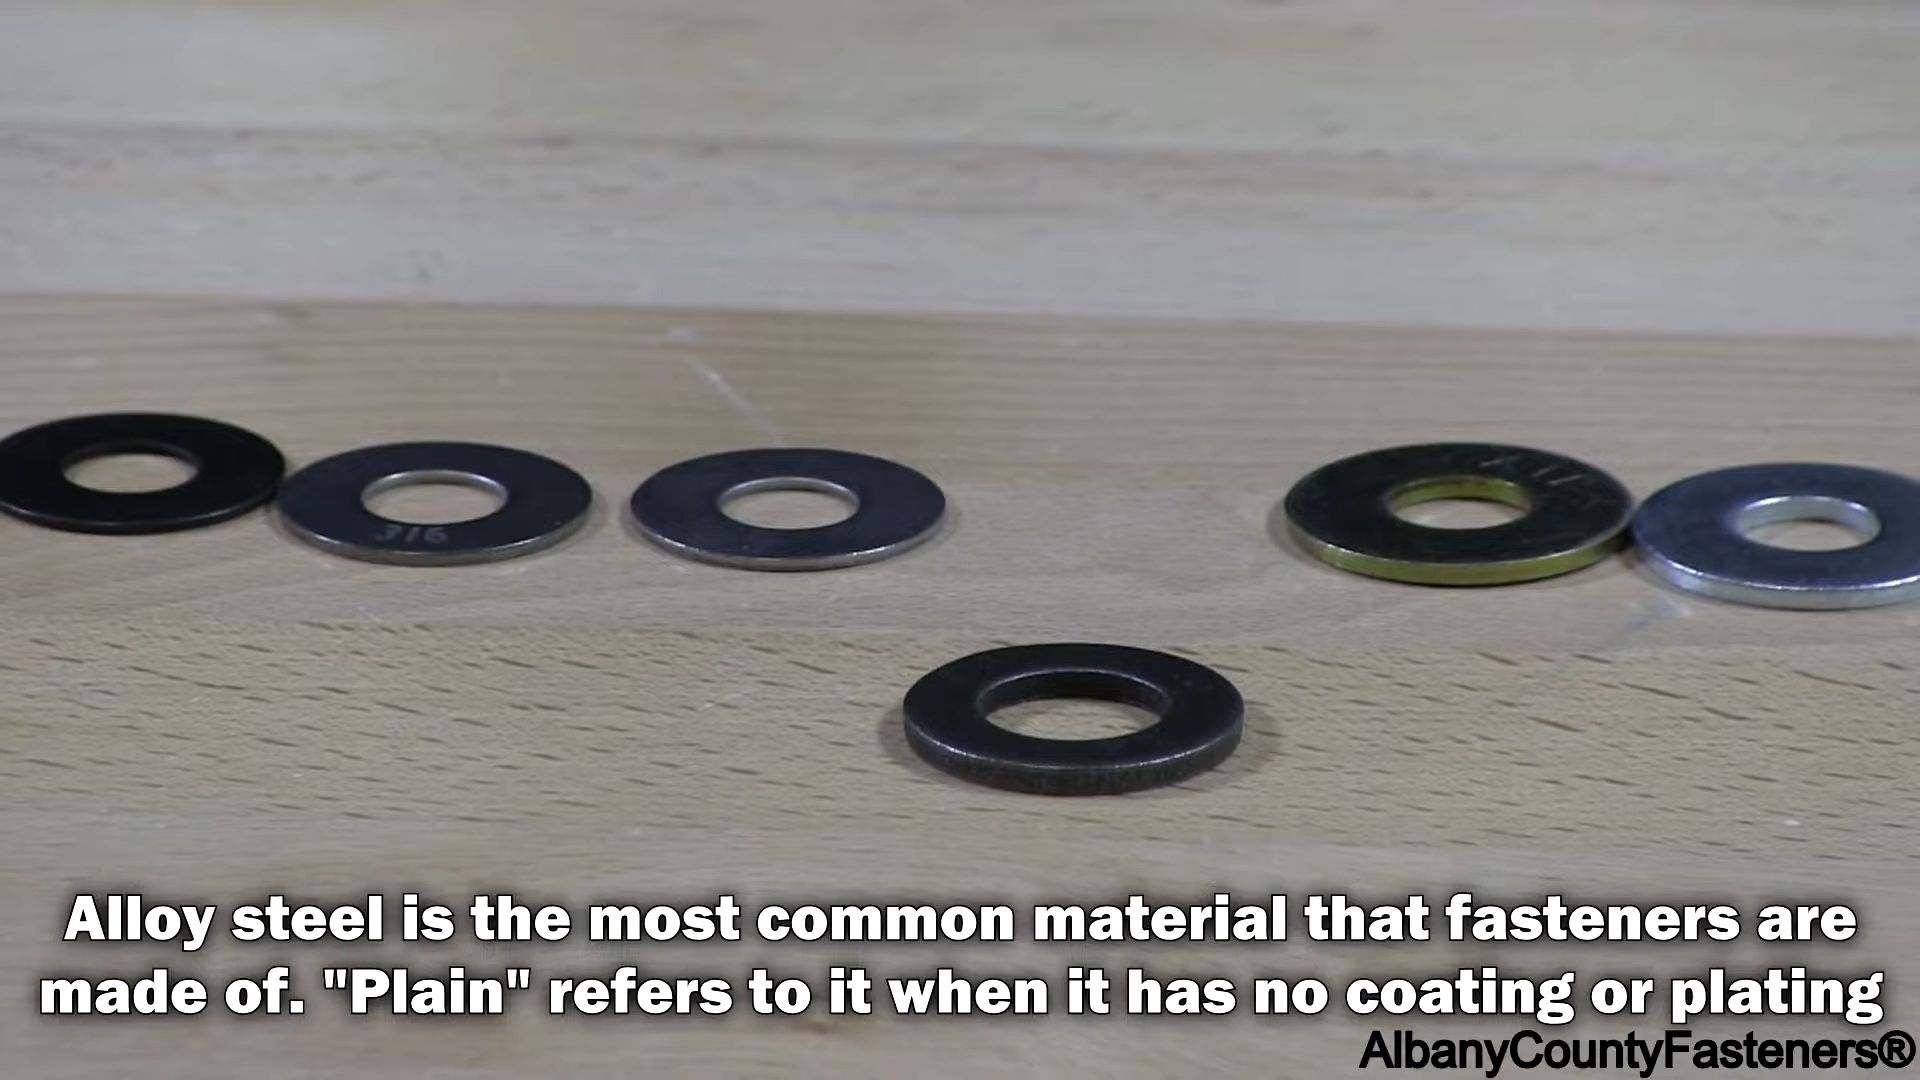 316
Alloy steel is the most common material that fasteners are
made of. "Plain" refers to it when it has no coating or plating
AlbanyCountyFasteners®